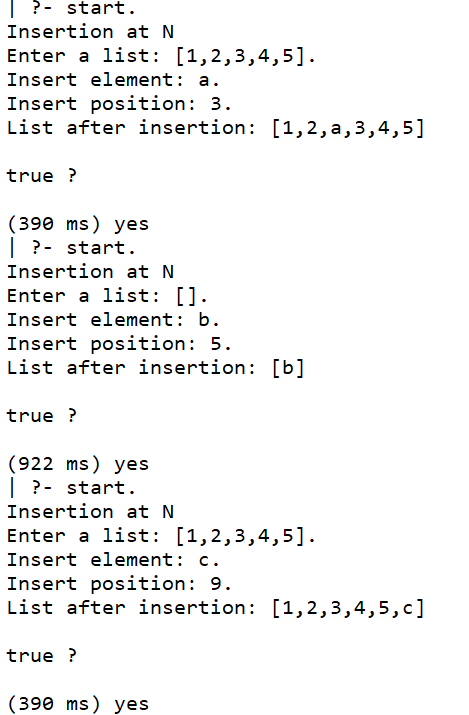 | ?- start.
Insertion at N
Enter a list: [1,2,3,4,5].
Insert element: a.
Insert position: 3.
List after insertion: [1,2,a,3,4,5]
true ?
(390 ms) yes
| ?- start.
Insertion at N
Enter a list: [].
Insert element: b.
Insert position: 5.
List after insertion: [b]
true ?
(922 ms) yes
| ?- start.
Insertion at N
Enter a list: [1,2,3,4,5].
Insert element: c.
Insert position: 9.
List after insertion: [1,2,3,4,5,c]
true ?
(390 ms) yes